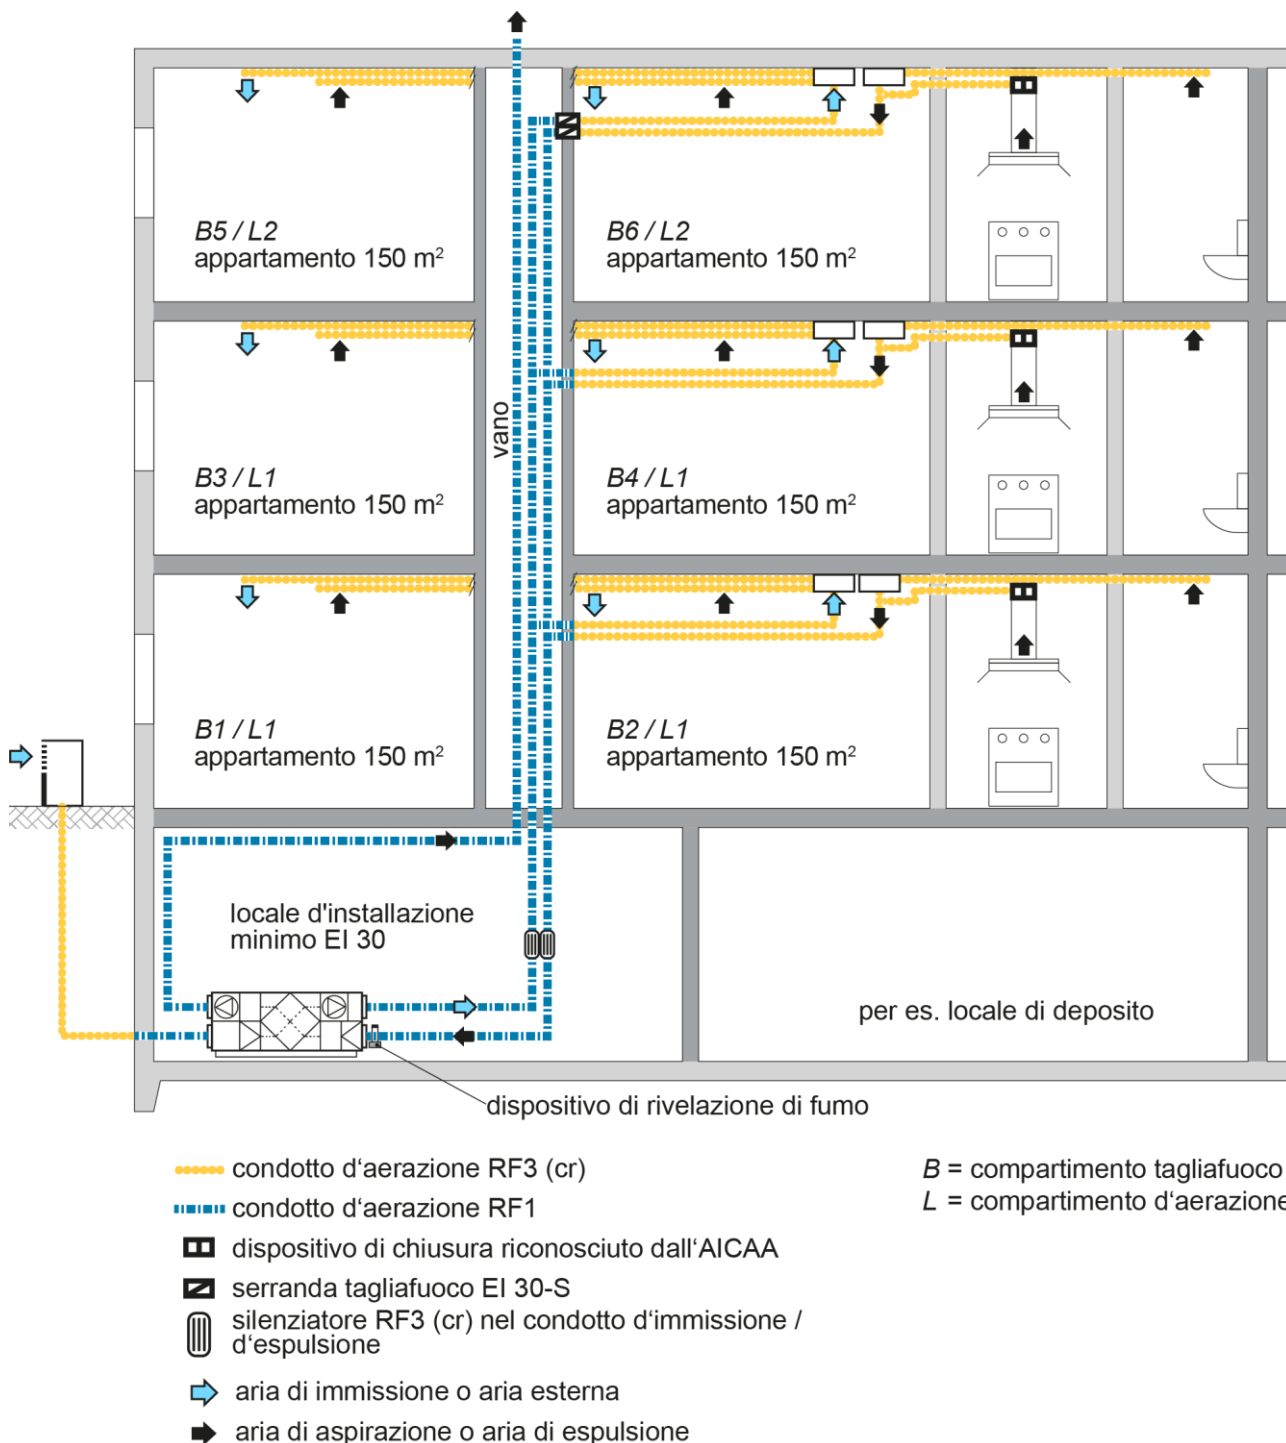 B5 / L2
appartamento 150 m²
B6 / L2
appartamento 150 m²
vano
B3 / L1
appartamento 150 m²
B4 / L1
appartamento 150 m²
B1 / L1
appartamento 150 m²
B2 / L1
appartamento 150 m²
locale d'installazione
minimo EI 30
per es. locale di deposito
dispositivo di rivelazione di fumo
condotto d‘aerazione RF3 (cr)
condotto d‘aerazione RF1
dispositivo di chiusura riconosciuto dall‘AICAA
serranda tagliafuoco EI 30-S
silenziatore RF3 (cr) nel condotto d‘immissione /
d‘espulsione
aria di immissione o aria esterna
aria di aspirazione o aria di espulsione
B = compartimento tagliafuoco
L = compartimento d‘aerazione